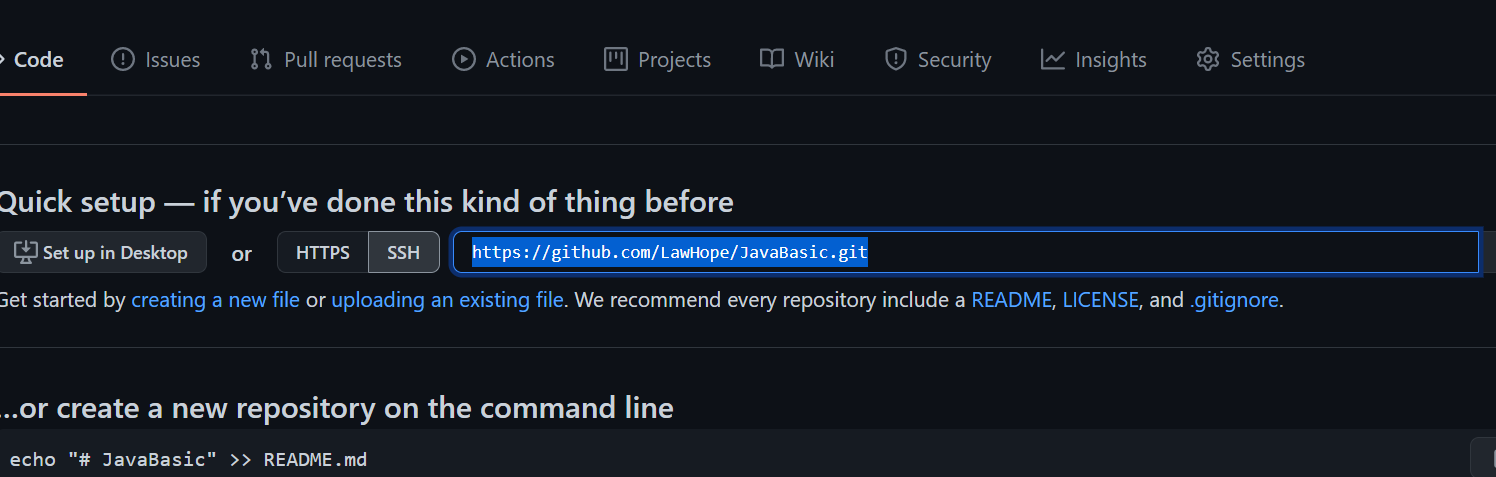 Code Issues Pull requests Actions Projects Wiki Security Insights Settings
Quick setup — if you’ve done this kind of thing before
Set up in Desktop or HTTPS SSH https://github.com/LawHope/JavaBasic.git
Get started by creating a new file or uploading an existing file. We recommend every repository include a README, LICENSE, and .gitignore.
…or create a new repository on the command line
echo "# JavaBasic" >> README.md